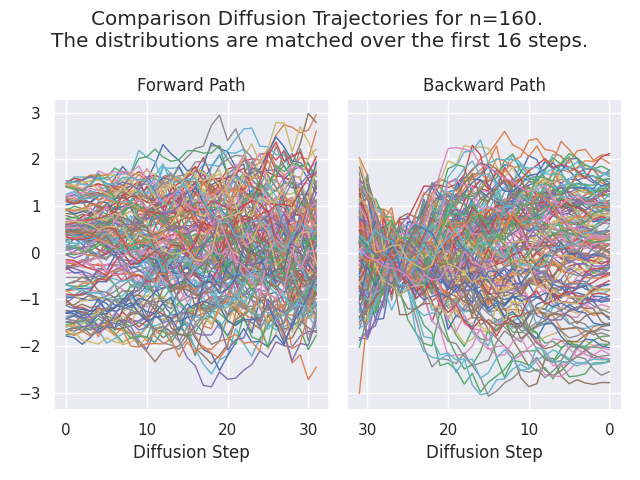 Comparison Diffusion Trajectories for n=160.
The distributions are matched over the first 16 steps.
Forward Path
Backward Path
3
2
1
0
−1
−2
−3
0
10
20
30
30
20
10
0
Diffusion Step
Diffusion Step